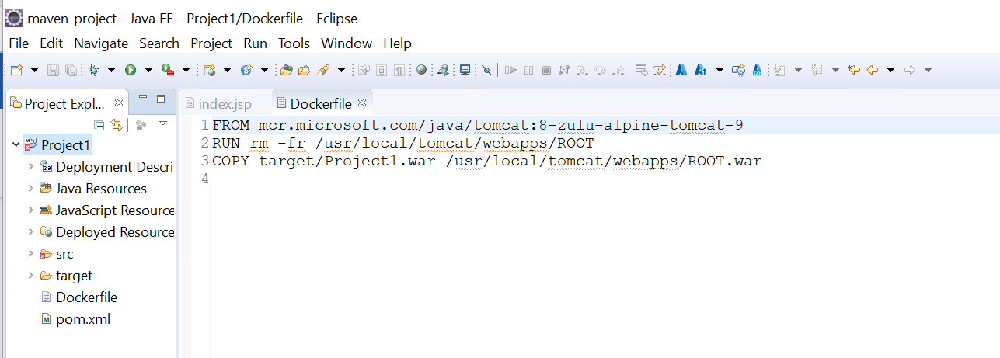 maven-project - Java EE - Project1/Dockerfile - Eclipse
File Edit Navigate Search Project Run Tools Window Help
Project Expl...
index.jsp
Dockerfile
Project1
Deployment Descri
Java Resources
JavaScript Resource
Deployed Resource
src
target
Dockerfile
pom.xml
1 FROM mcr.microsoft.com/java/tomcat:8-zulu-alpine-tomcat-9
2 RUN rm -fr /usr/local/tomcat/webapps/ROOT
3 COPY target/Project1.war /usr/local/tomcat/webapps/ROOT.war
4